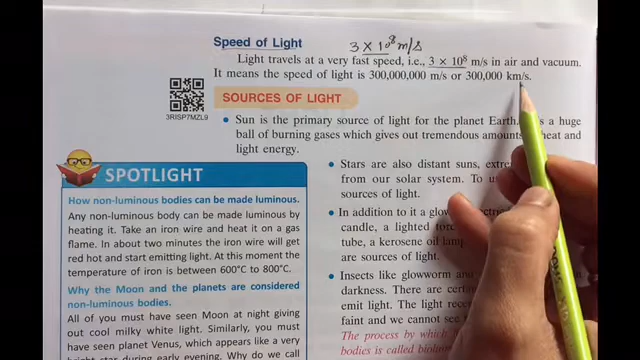 Speed of Light
3 × 10⁸ m/s
Light travels at a very fast speed, i.e., 3 × 10⁸ m/s in air and vacuum.
It means the speed of light is 300,000,000 m/s or 300,000 km/s.
3RISP7MZL9
SOURCES OF LIGHT
• Sun is the primary source of light for the planet Earth. is a huge
ball of burning gases which gives out tremendous amounts heat and
light energy.
SPOTLIGHT
How non-luminous bodies can be made luminous.
Any non-luminous body can be made luminous by
heating it. Take an iron wire and heat it on a gas
flame. In about two minutes the iron wire will get
red hot and start emitting light. At this moment
the temperature of iron is between 600°C to 800°C.
Why the Moon and the planets are considered
non-luminous bodies.
All of you must have seen Moon at night giving
out cool milky white light. Similarly, you must
have seen planet Venus, which appears like a very
bright star during early evening. Why do we call
• Stars are also distant suns,
from our solar system. To
sources of light.
• In addition to it a
candle, a lighted
tube, a kerosene oil
are sources of light.
• Insects like glowworm and
darkness. There are
emit light. The light
faint and we cannot see
The process by which
bodies is called